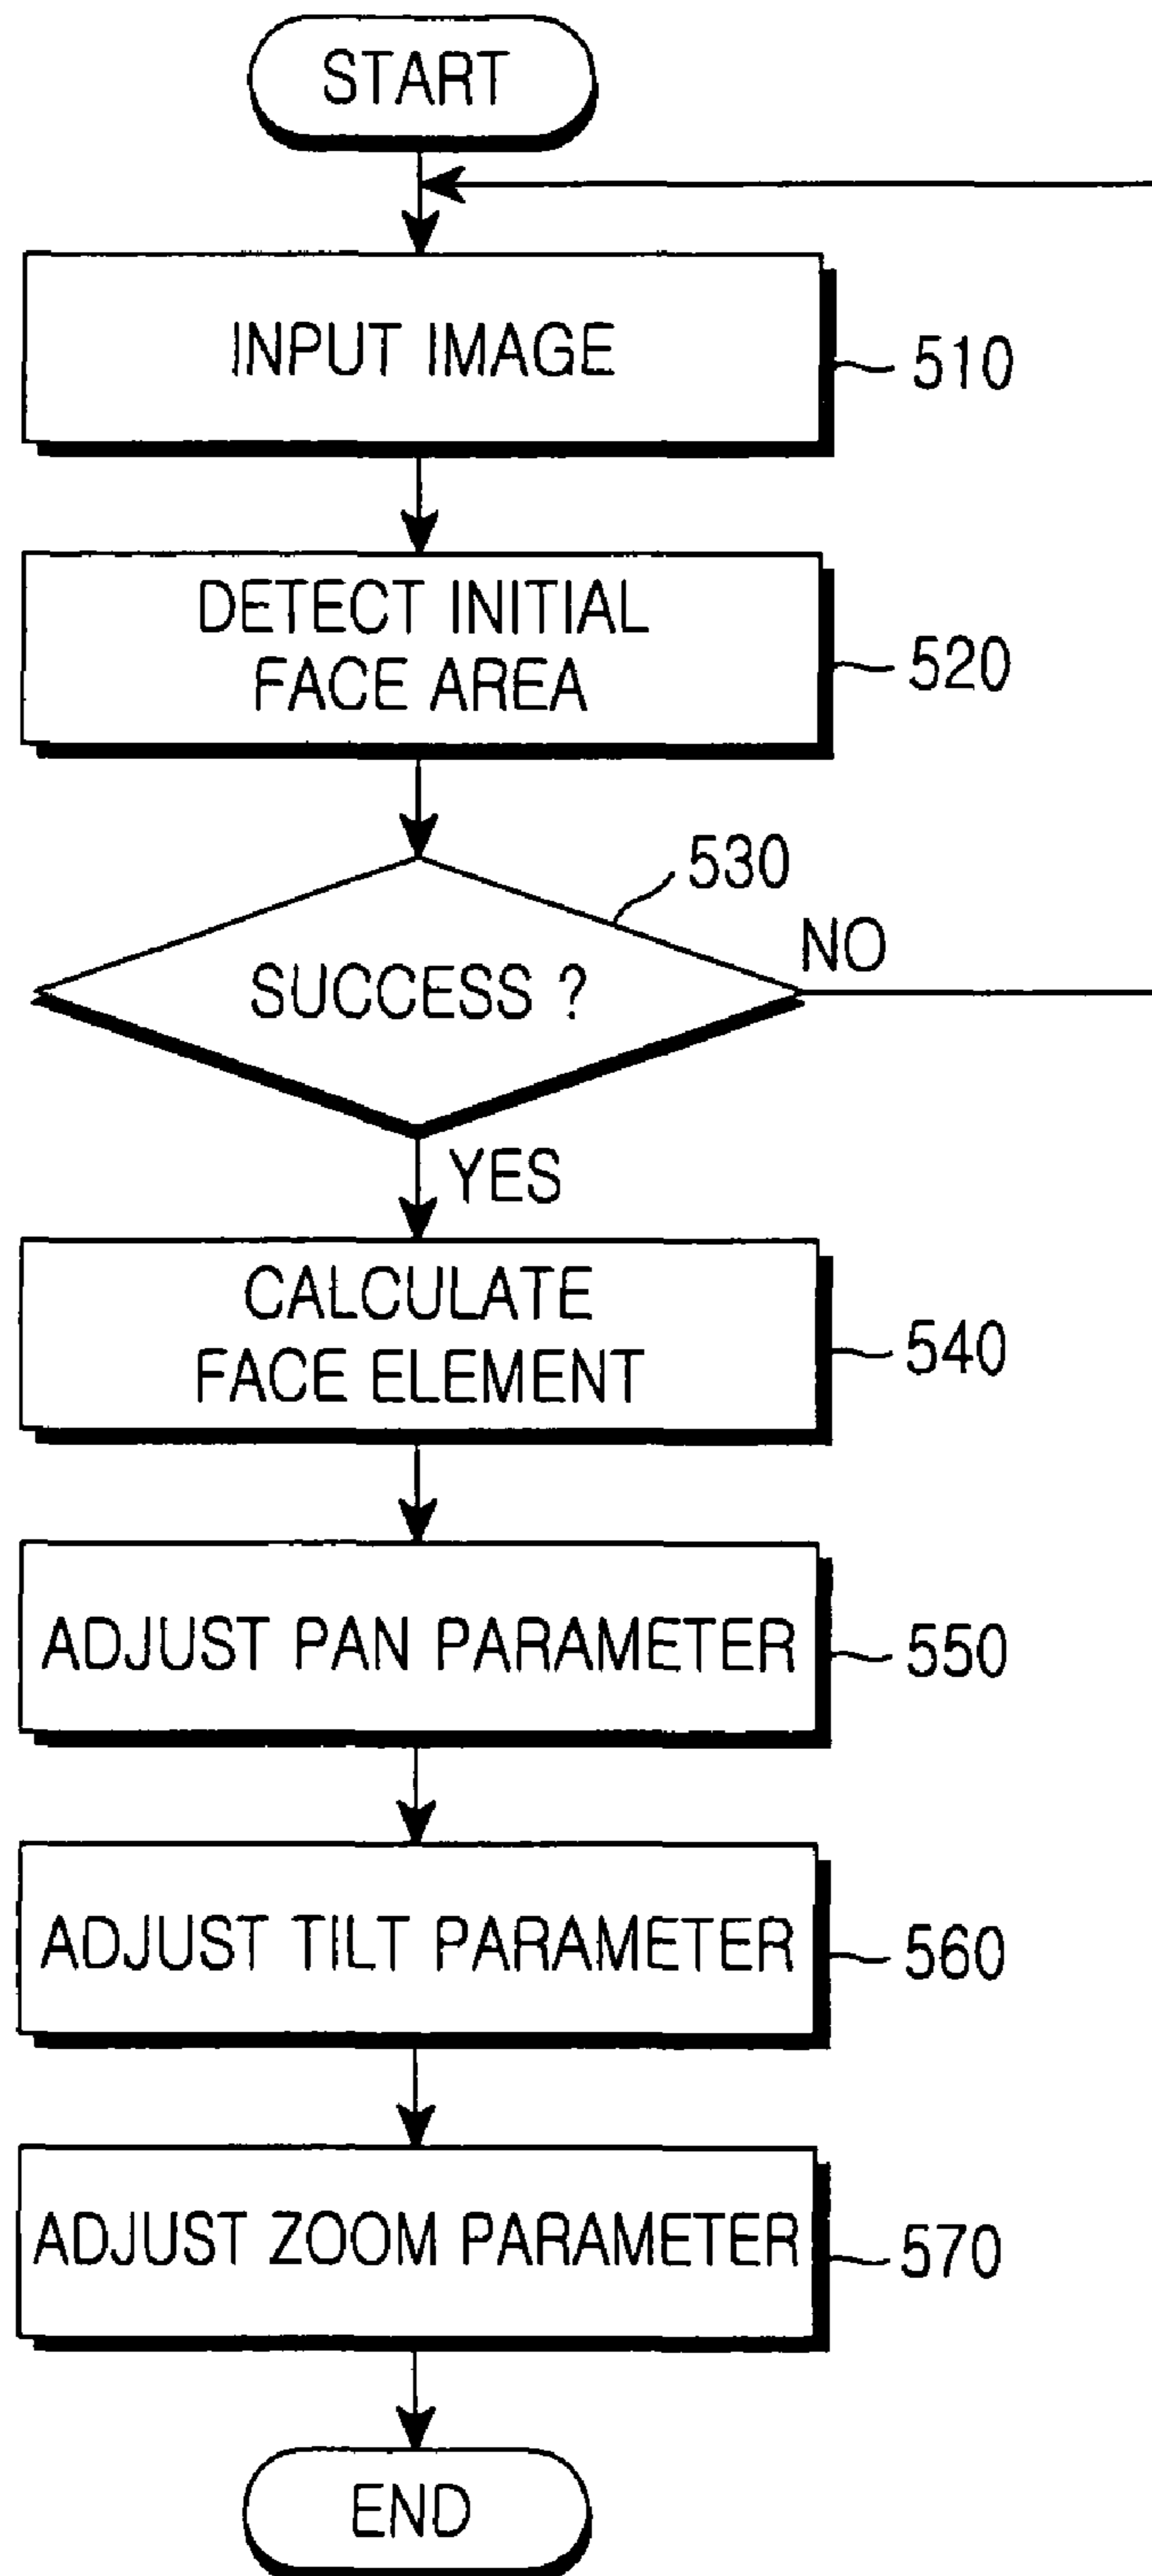 START
INPUT IMAGE
510
DETECT INITIAL
FACE AREA
520
530
SUCCESS ?
NO
YES
CALCULATE
FACE ELEMENT
540
ADJUST PAN PARAMETER
550
ADJUST TILT PARAMETER
560
ADJUST ZOOM PARAMETER
570
END